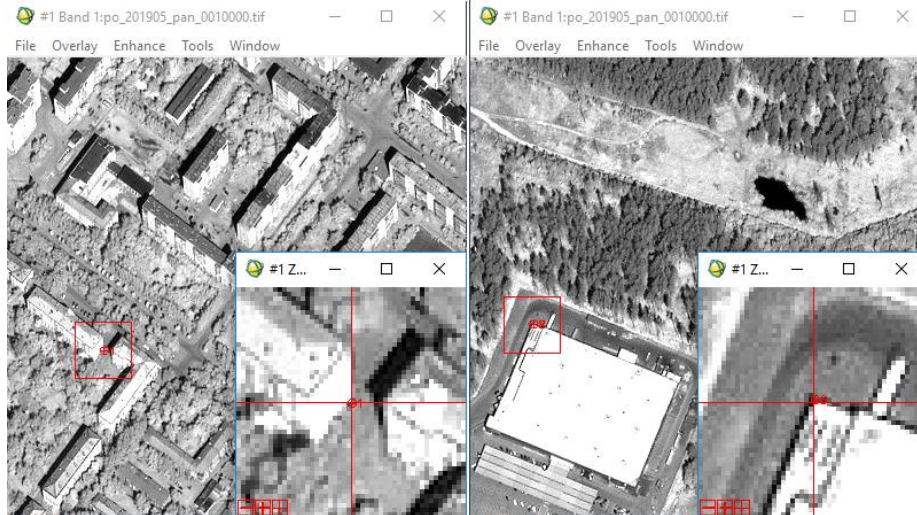 #1 Band 1:po_201905_pan_0010000.tif
File Overlay Enhance Tools Window
#1 Z...
#1 Band 1:po_201905_pan_0010000.tif
File Overlay Enhance Tools Window
#1 Z...